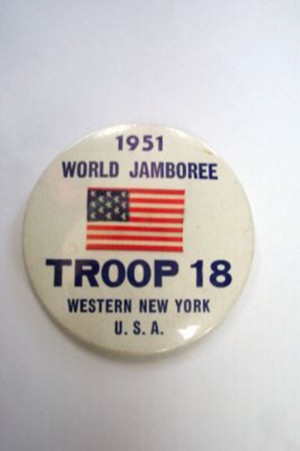 1951
WORLD JAMBOREE
TROOP 18
WESTERN NEW YORK
U. S. A.